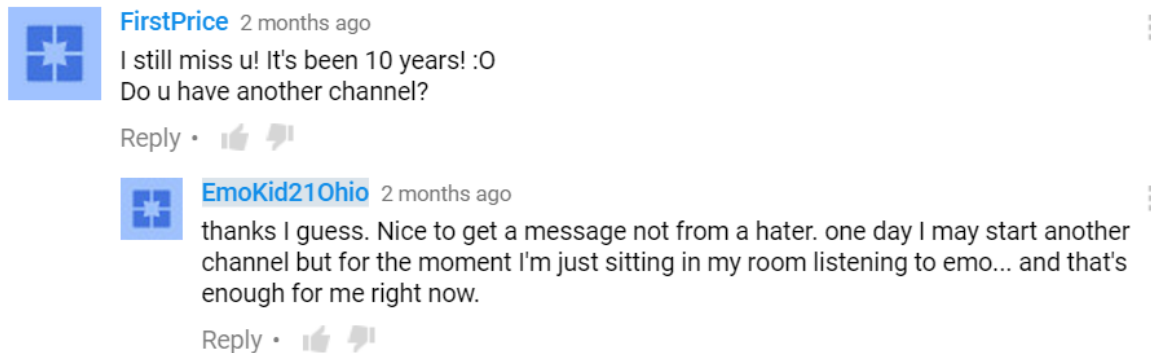 FirstPrice 2 months ago
I still miss u! It's been 10 years! :O
Do u have another channel?
Reply •
EmoKid21Ohio 2 months ago
thanks I guess. Nice to get a message not from a hater. one day I may start another
channel but for the moment I'm just sitting in my room listening to emo... and that's
enough for me right now.
Reply •